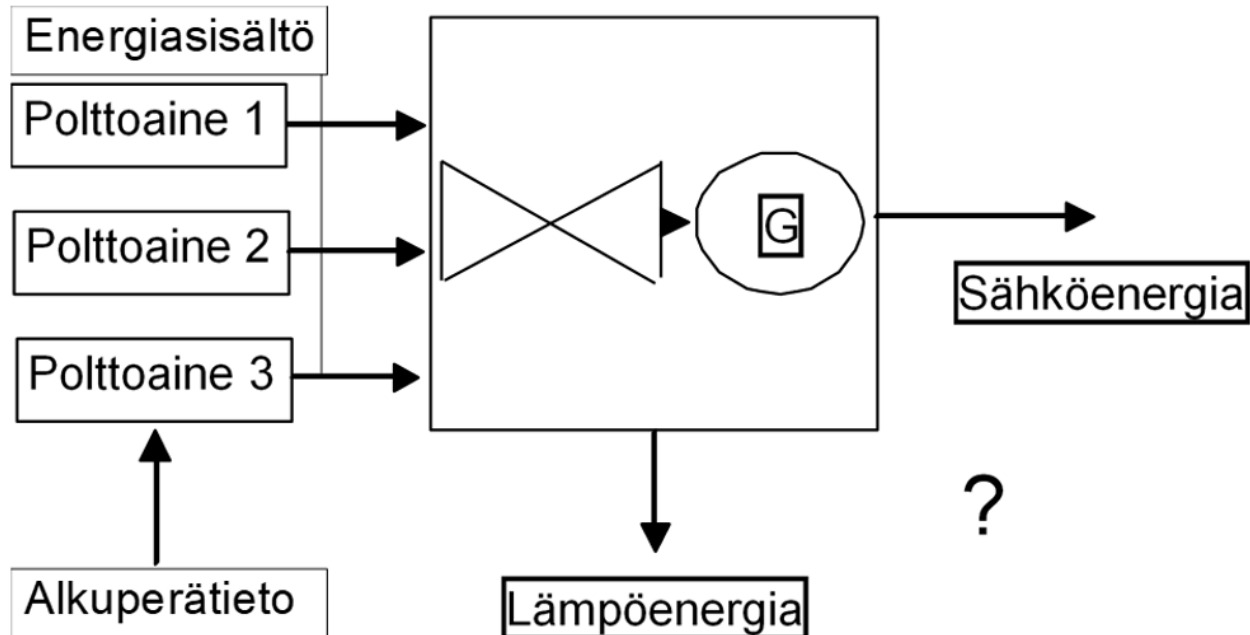 Energiasisältö
Polttoaine 1
Polttoaine 2
Polttoaine 3
Alkuperätieto
G
Sähköenergia
?
Lämpöenergia